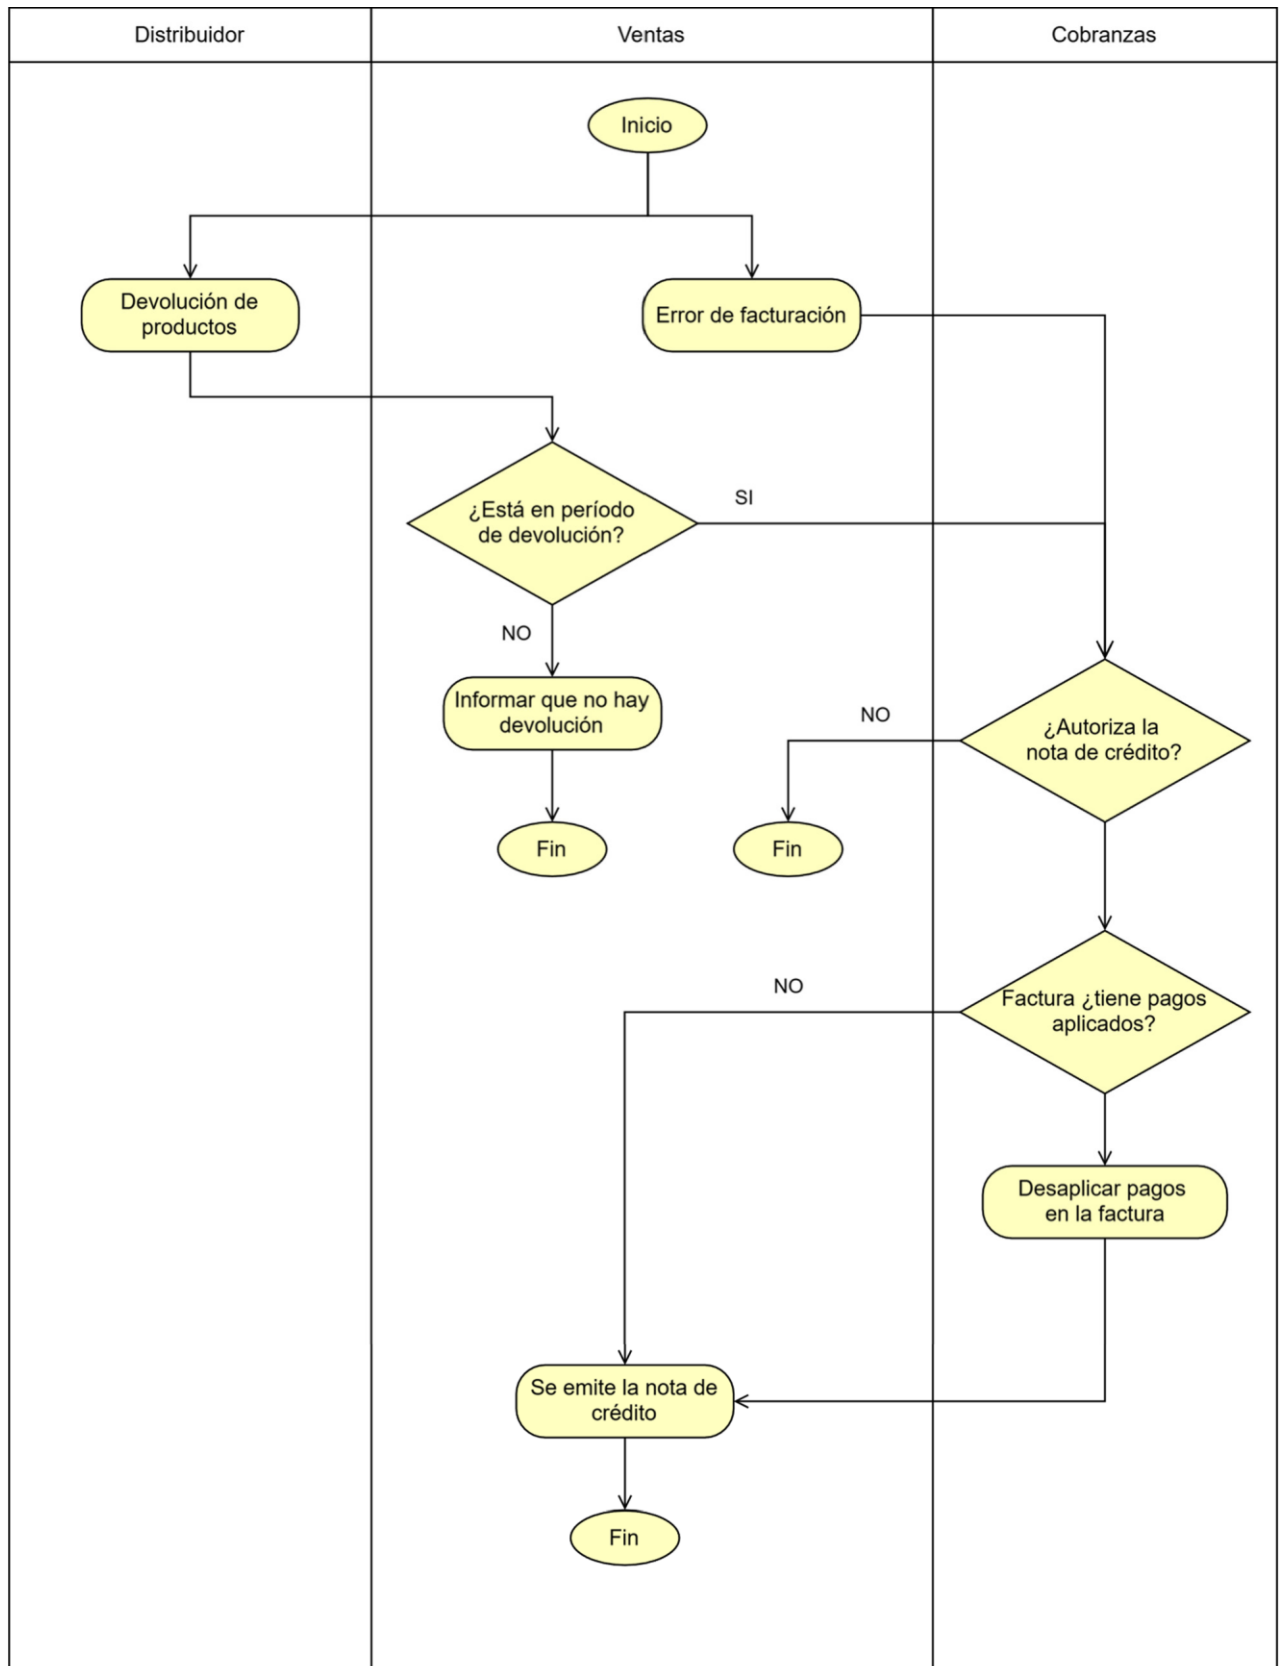 Distribuidor
Ventas
Cobranzas
Inicio
Devolución de
productos
Error de facturación
¿Está en período
de devolución?
SI
NO
Informar que no hay
devolución
NO
¿Autoriza la
nota de crédito?
Fin
Fin
NO
Factura ¿tiene pagos
aplicados?
Desaplicar pagos
en la factura
Se emite la nota de
crédito
Fin